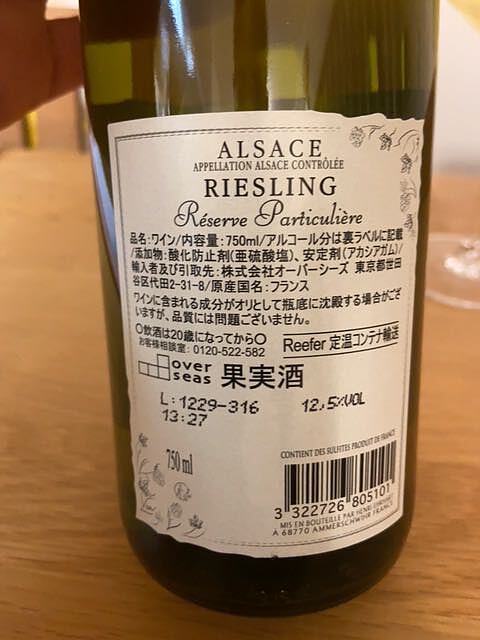 ALSACE
APPELLATION ALSACE CONTRÔLÉE
RIESLING
Réserve Particulière
品名:ワイン/内容量:750ml/アルコール分は裏ラベルに記載
/添加物:酸化防止剤(亜硫酸塩)、安定剤(アカシアガム)/
輸入者及び引取先:株式会社オーバーシーズ 東京都世田
谷区代田2-31-8/原産国名:フランス
ワインに含まれる成分がオリとして瓶底に沈殿する場合がござ
いますが、品質には問題ございません。
〇飲酒は20歳になってから〇
お客様相談室: 0120-522-582
Reefer 定温コンテナ輸送
over
seas 果実酒
L:1229-316 12.5%VOL
13:27
CONTIENT DES SULFITES PRODUIT DE FRANCE
750 ml
3 322726 805101
MIS EN BOUTEILLE PAR HENRI EHRHART
A 68770 AMMERSCHWIHR FRANCE